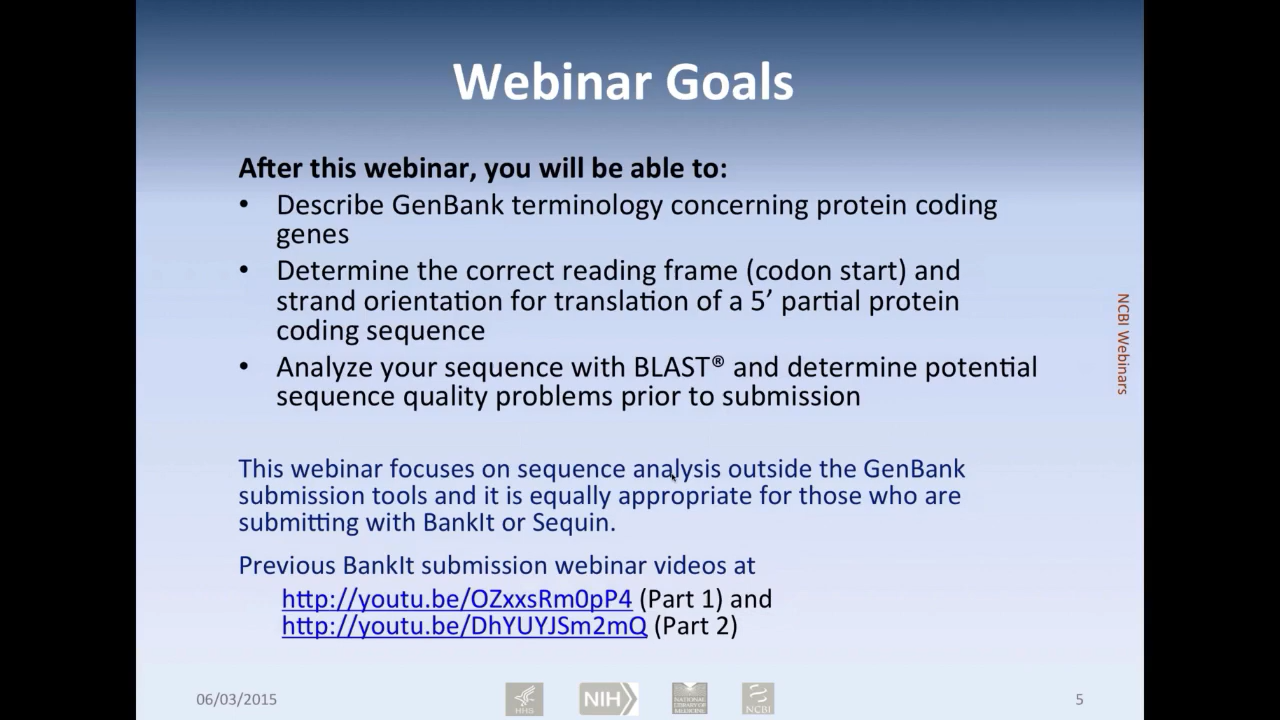 Webinar Goals
After this webinar, you will be able to:
• Describe GenBank terminology concerning protein coding
genes
• Determine the correct reading frame (codon start) and
strand orientation for translation of a 5’ partial protein
coding sequence
• Analyze your sequence with BLAST® and determine potential
sequence quality problems prior to submission
This webinar focuses on sequence analysis outside the GenBank
submission tools and it is equally appropriate for those who are
submitting with BankIt or Sequin.
Previous BankIt submission webinar videos at
http://youtu.be/OZxxsRm0pP4 (Part 1) and
http://youtu.be/DhYUYJSm2mQ (Part 2)
NCBI Webinars
06/03/2015
HHS
NIH
NATIONAL
LIBRARY OF
MEDICINE
NCBI
5